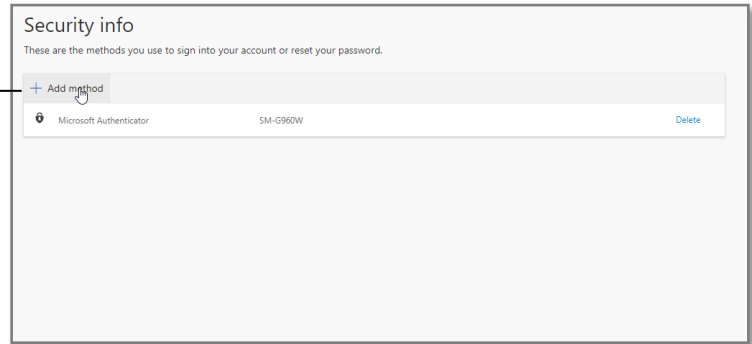 Security info
These are the methods you use to sign into your account or reset your password.
+ Add method
Microsoft Authenticator SM-G960W Delete